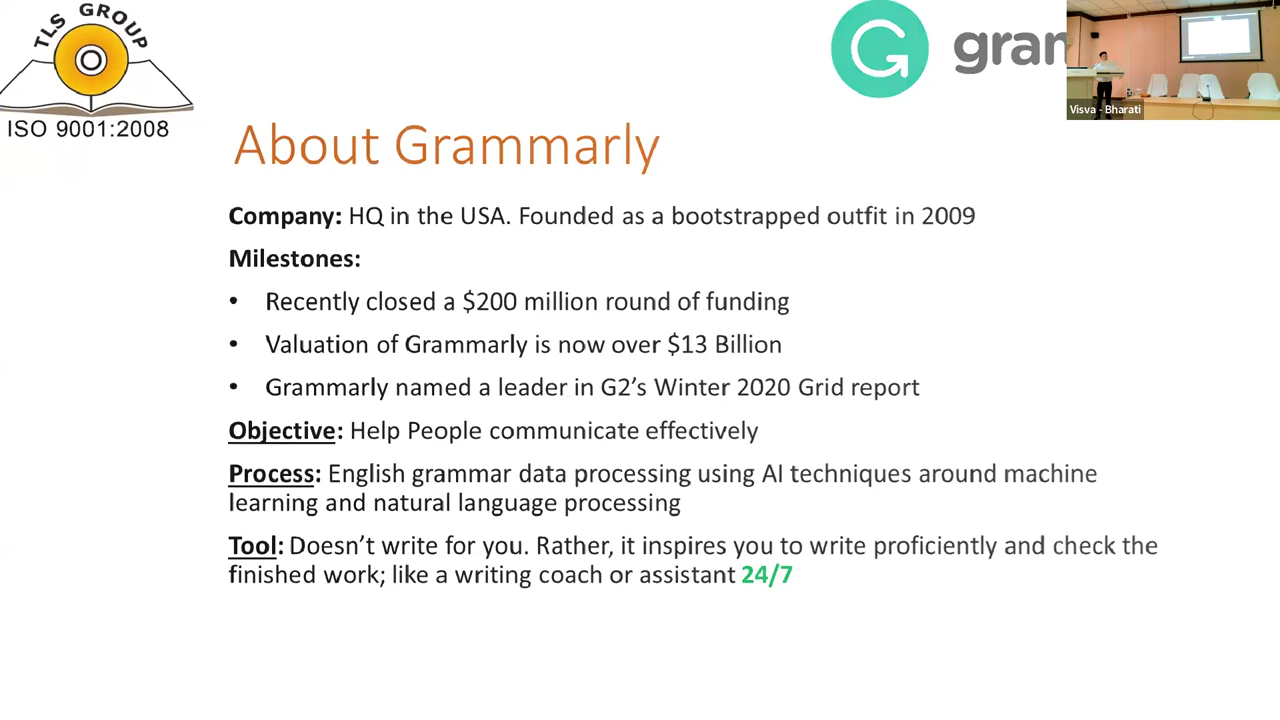 TLS GROUP
ISO 9001:2008
gram
Visva - Bharati
About Grammarly
Company: HQ in the USA. Founded as a bootstrapped outfit in 2009
Milestones:
• Recently closed a $200 million round of funding
• Valuation of Grammarly is now over $13 Billion
• Grammarly named a leader in G2’s Winter 2020 Grid report
Objective: Help People communicate effectively
Process: English grammar data processing using AI techniques around machine
learning and natural language processing
Tool: Doesn’t write for you. Rather, it inspires you to write proficiently and check the
finished work; like a writing coach or assistant 24/7